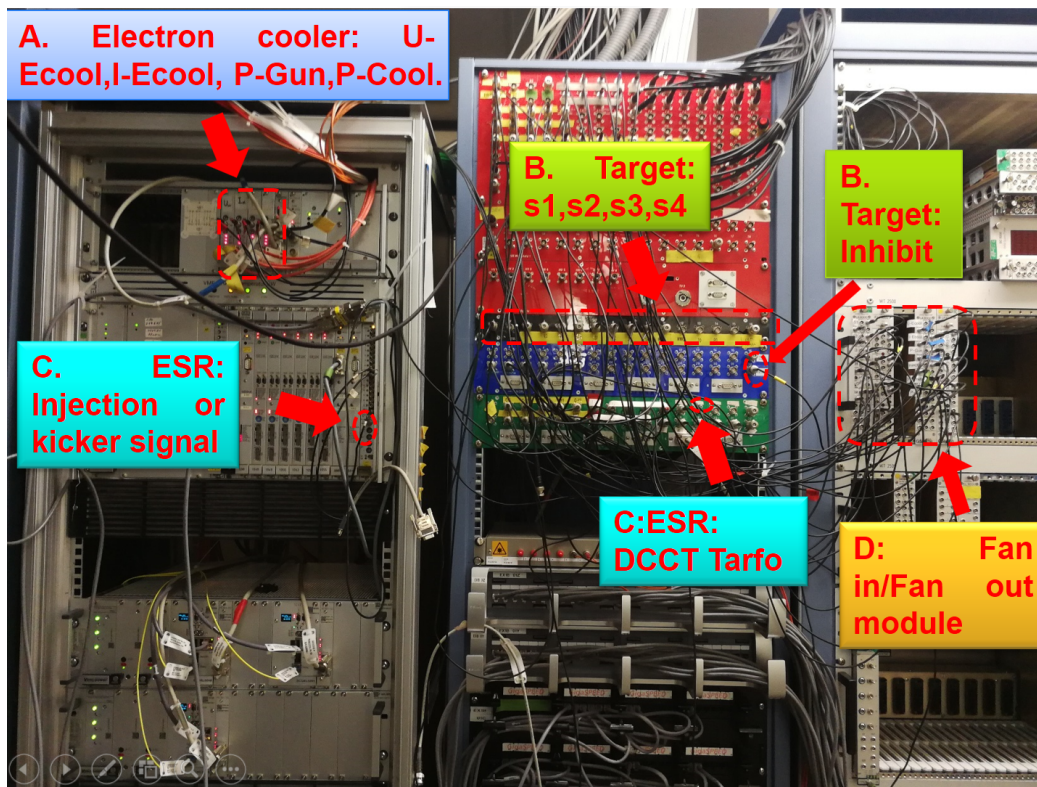 A. Electron cooler: U-
Ecool,I-Ecool, P-Gun,P-Cool.
B. Target:
s1,s2,s3,s4
B.
Target:
Inhibit
C. ESR:
Injection or
kicker signal
C:ESR:
DCCT Tarfo
D: Fan
in/Fan out
module